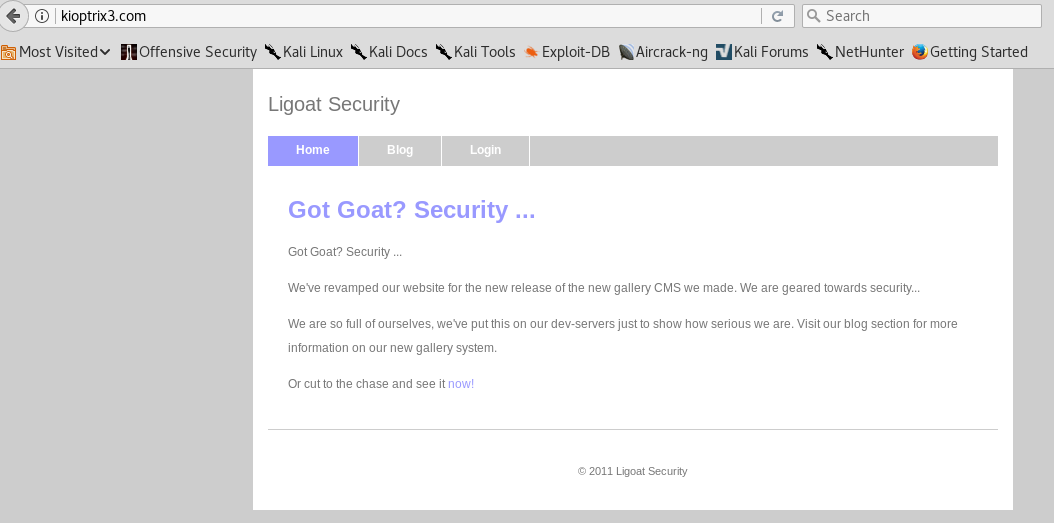 kioptrix3.com
Search
Most Visited Offensive Security Kali Linux Kali Docs Kali Tools Exploit-DB Aircrack-ng Kali Forums NetHunter Getting Started
Ligoat Security
Home Blog Login
Got Goat? Security ...
Got Goat? Security ...
We've revamped our website for the new release of the new gallery CMS we made. We are geared towards security...
We are so full of ourselves, we've put this on our dev-servers just to show how serious we are. Visit our blog section for more
information on our new gallery system.
Or cut to the chase and see it now!
© 2011 Ligoat Security